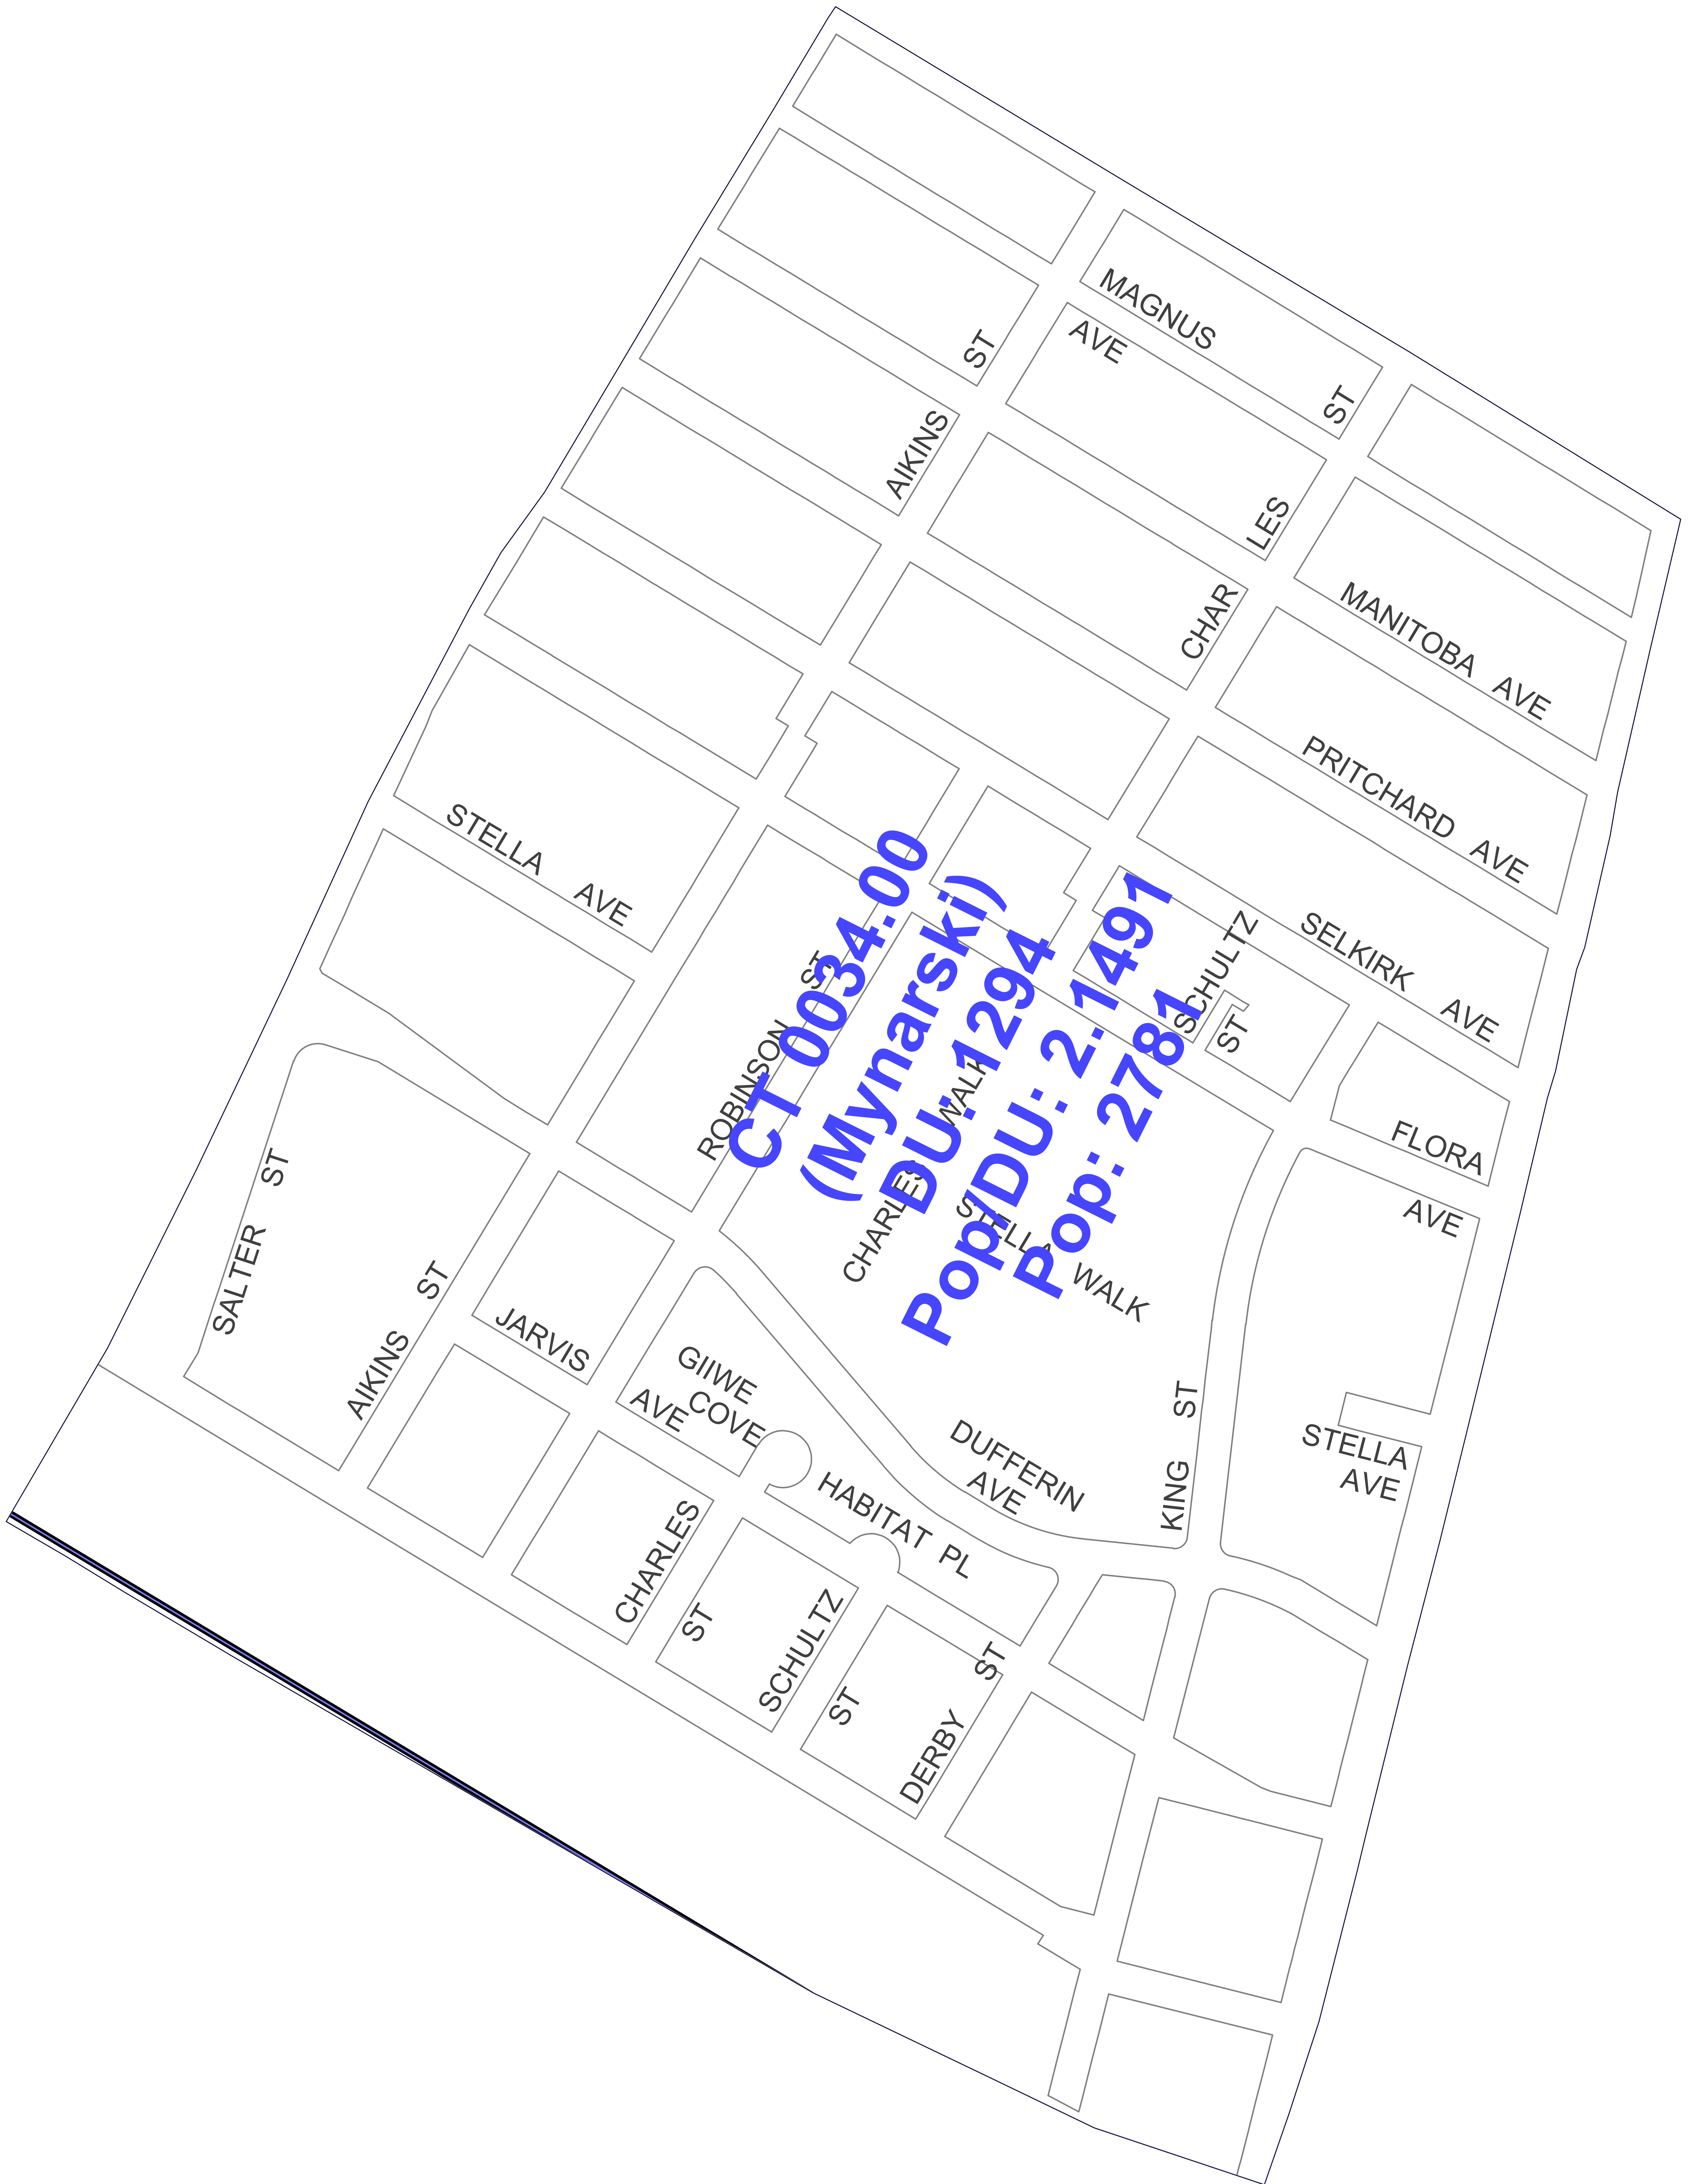 MAGNUS
AVE
ST
AIKINS
ST
LES
CHAR
MANITOBA AVE
PRITCHARD AVE
SELKIRK AVE
STELLA AVE
SCHULTZ
ST
FLORA
AVE
ROBINSON ST
CT 0034.00
(Mynarski)
DU: 1294
Pop/DU: 2.1491
Pop: 2781
CHARLES WALK
STELLA WALK
SALTER ST
AIKINS ST
JARVIS
AVE
GIIWE
COVE
HABITAT PL
DUFFERIN
AVE
KING ST
STELLA
AVE
CHARLES
ST
SCHULTZ
ST
DERBY ST